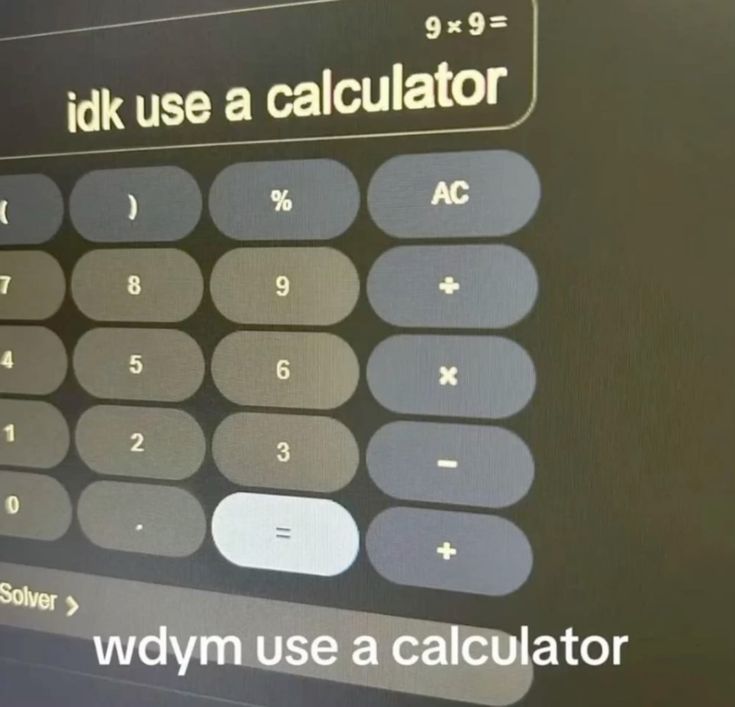 9 × 9 =
idk use a calculator
( ) % AC
7 8 9 ÷
4 5 6 ×
1 2 3 −
0 . = +
Solver >
wdym use a calculator